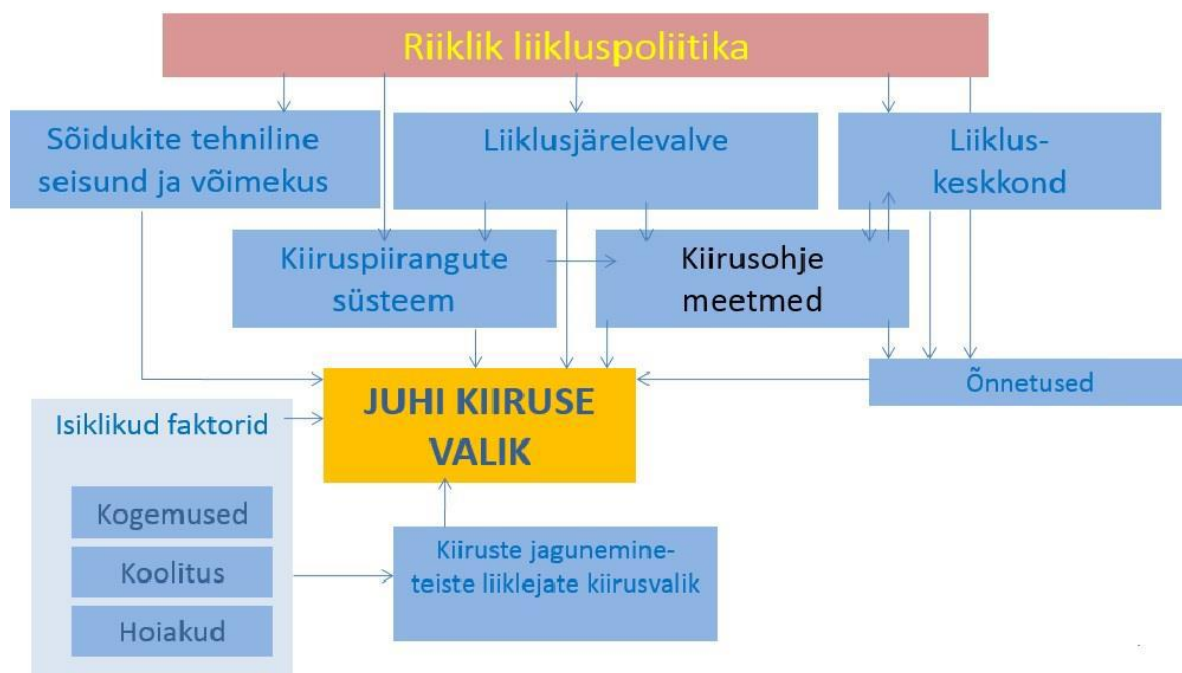 Riiklik liikluspoliitika
Sõidukite tehniline
seisund ja võimekus
Liiklusjärelevalve
Liiklus-
keskkond
Kiiruspiirangute
süsteem
Kiirusohje
meetmed
Õnnetused
JUHI KIIRUSE
VALIK
Isiklikud faktorid
Kogemused
Koolitus
Hoiakud
Kiiruste jagunemine-
teiste liiklejate kiirusvalik